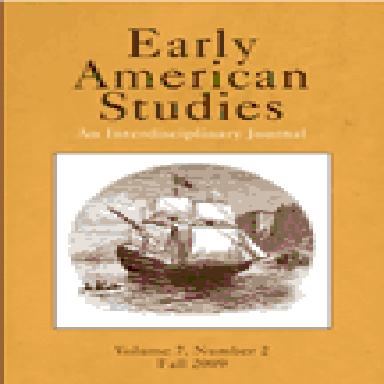 Early
American
Studies
An Interdisciplinary Journal
Volume 7, Number 2
Fall 2009